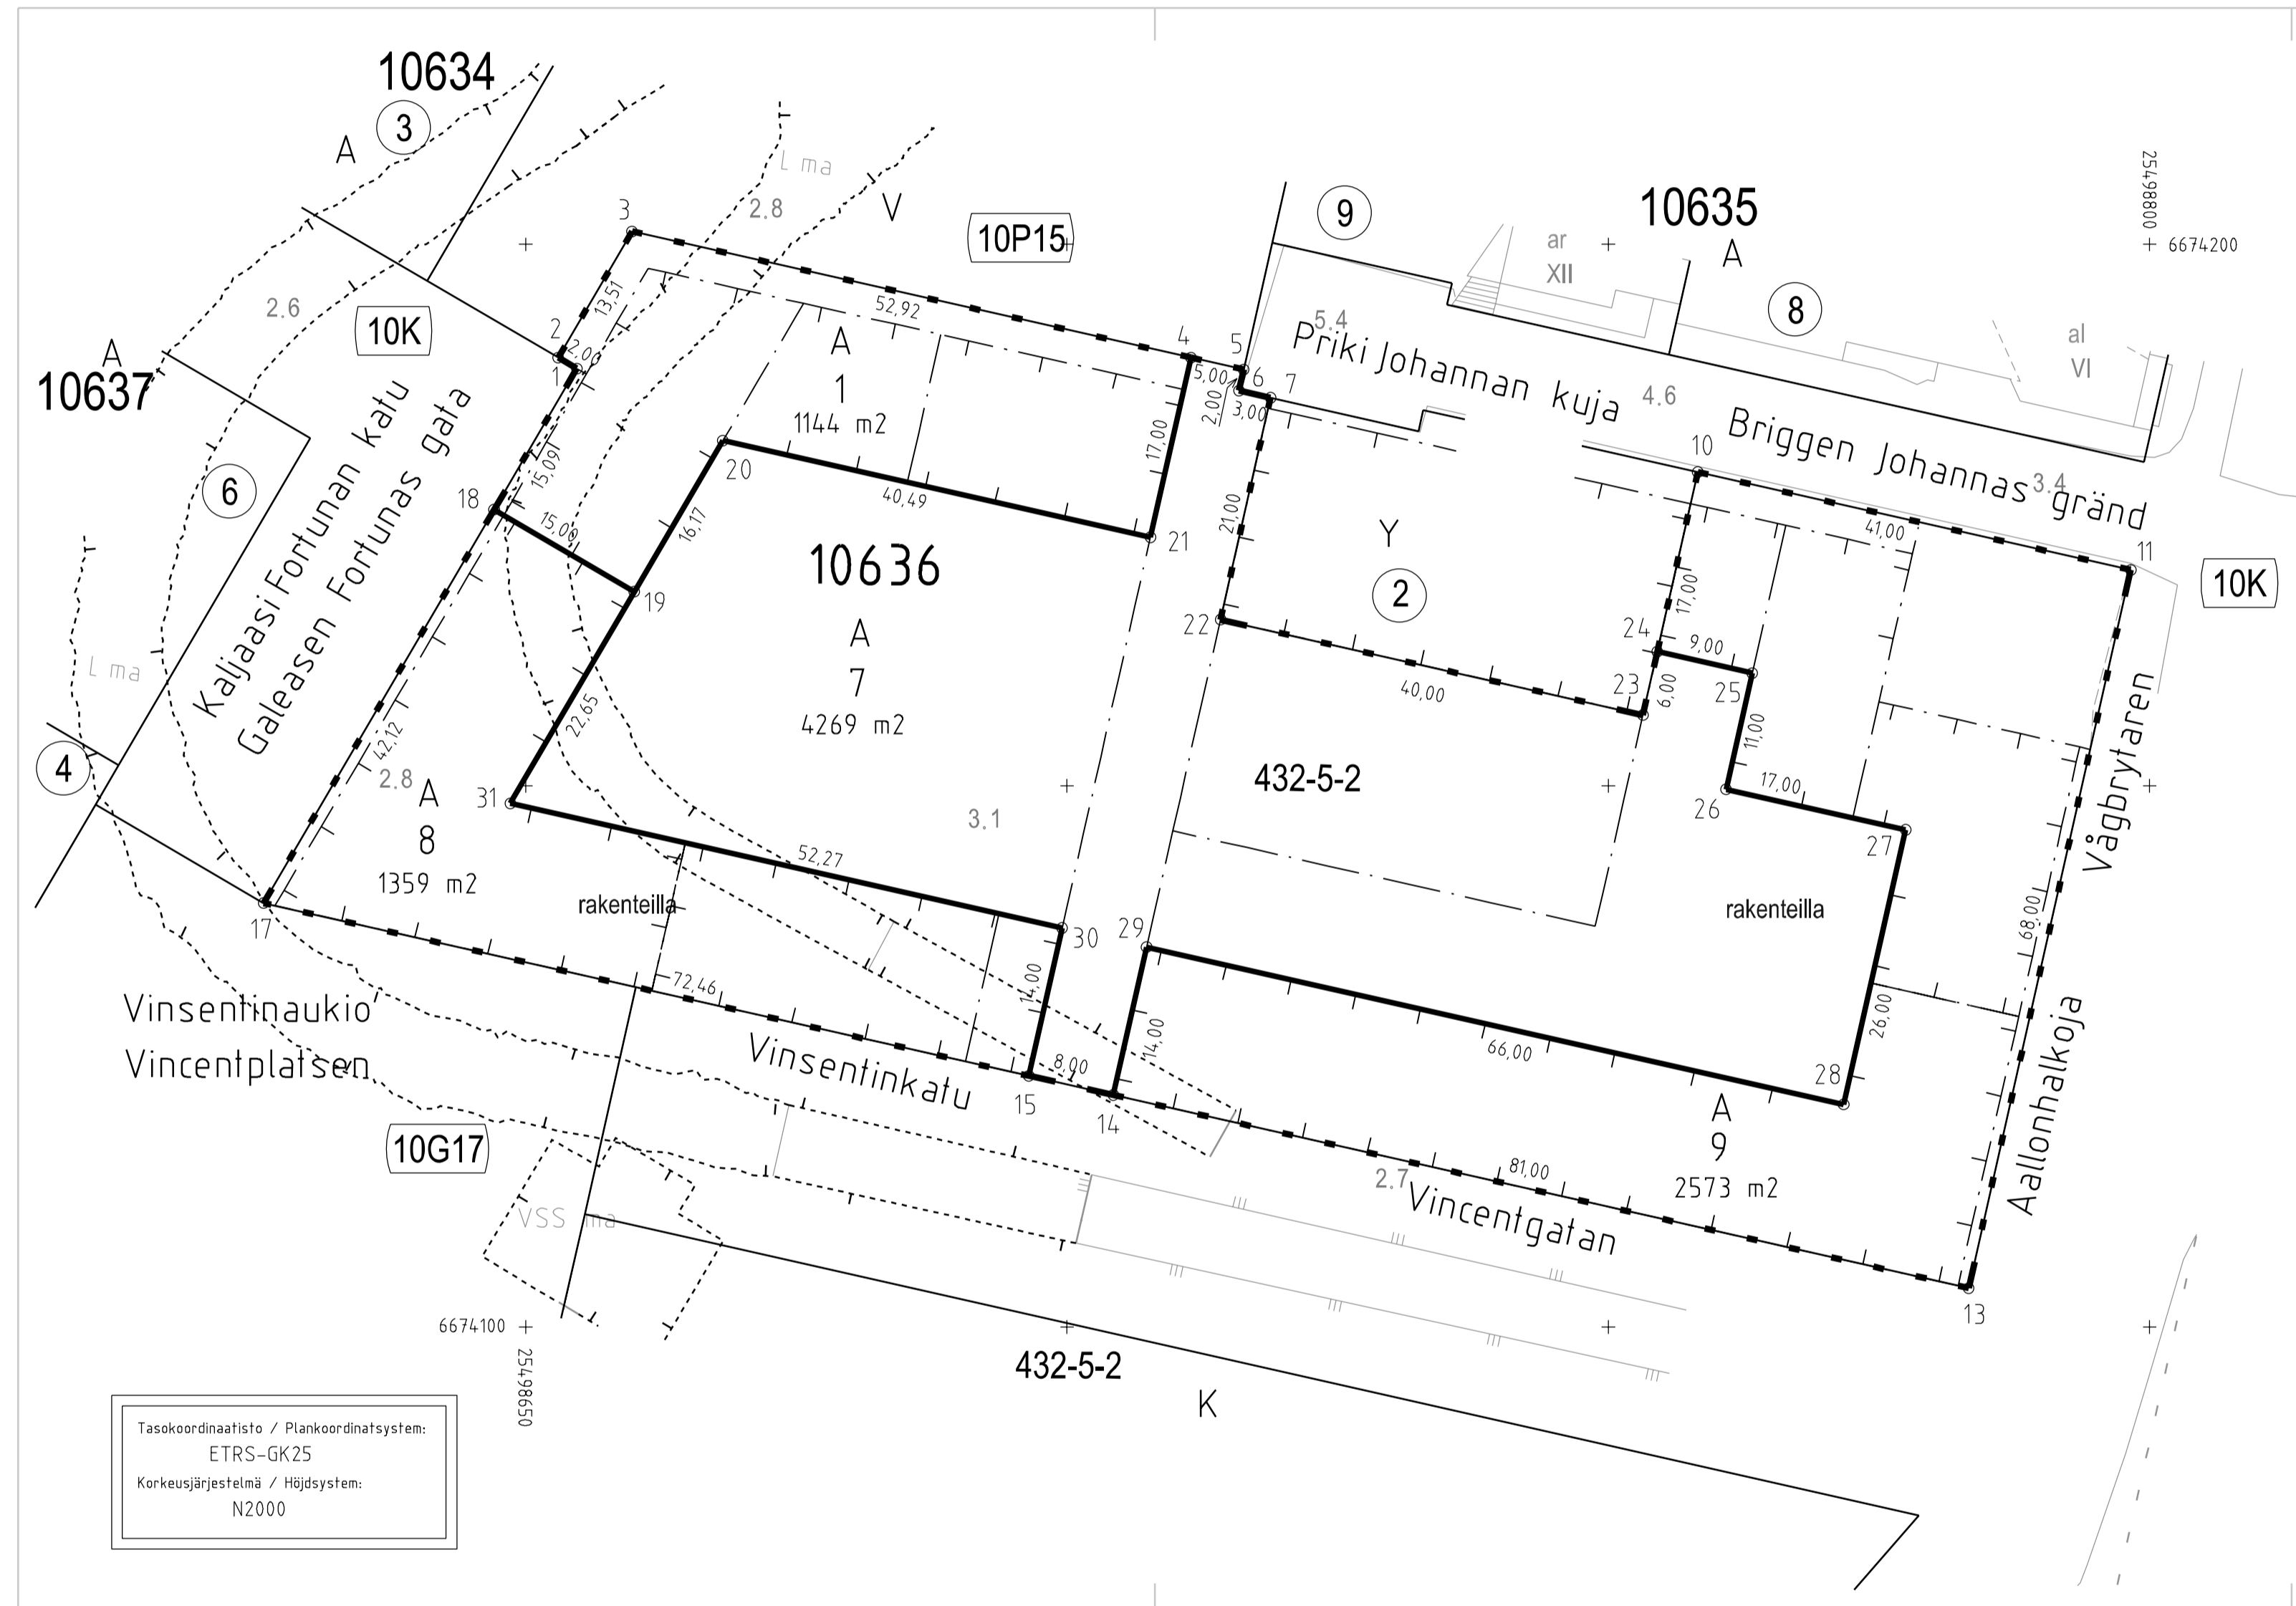 10634
3
A
L ma
2.8
V
10P15
9
10635
A
ar
XII
8
al
VI
25498800
6674200
2.6
10K
A
10637
6
4
L ma
Kaljaasi Fortunan katu
Galeasen Fortunas gata
3
2
1
13,51
2,00
15,09
52,92
4
5
6
7
5,00
2,00
3,00
5.4
Priki Johannan kuja
4.6
Briggen Johannas gränd
3.4
A
1
1144 m2
17,00
21,00
20
40,49
21
18
15,00
16,17
19
10636
A
7
4269 m2
22,65
42,12
2.8
31
52,27
3.1
Y
2
22
40,00
23
24
17,00
6,00
9,00
25
11,00
10
41,00
11
10K
26
17,00
27
432-5-2
Vågbrytaren
Aallonhalkoja
68,00
A
8
1359 m2
rakenteilla
rakenteilla
17
72,46
30
29
14,00
14,00
8,00
15
14
66,00
26,00
28
A
9
2573 m2
81,00
13
Vinsentinaukio
Vincentplatsen
Vinsentinkatu
2.7
Vincentgatan
10G17
VSS ma
6674100
25498650
432-5-2
K
Tasokoordinaatisto / Plankoordinatsystem:
ETRS-GK25
Korkeusjärjestelmä / Höjdsystem:
N2000